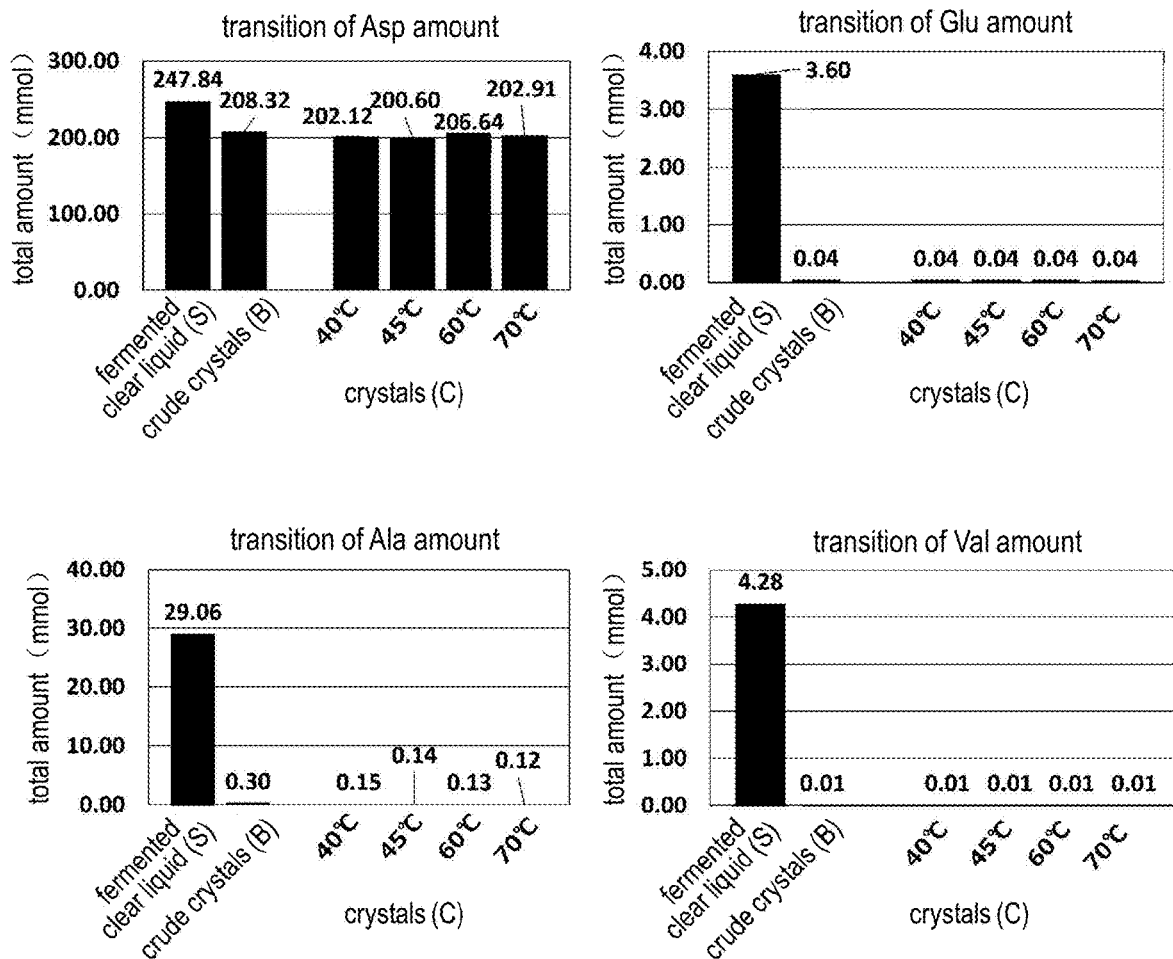 transition of Asp amount
total amount （mmol）
300.00
200.00
100.00
0.00
247.84
208.32
202.12
200.60
206.64
202.91
fermented
clear liquid (S)
crude crystals (B)
40℃
45℃
60℃
70℃
crystals (C)
transition of Glu amount
total amount （mmol）
4.00
3.00
2.00
1.00
0.00
3.60
0.04
0.04
0.04
0.04
0.04
fermented
clear liquid (S)
crude crystals (B)
40℃
45℃
60℃
70℃
crystals (C)
transition of Ala amount
total amount （mmol）
40.00
30.00
20.00
10.00
0.00
29.06
0.30
0.15
0.14
0.13
0.12
fermented
clear liquid (S)
crude crystals (B)
40℃
45℃
60℃
70℃
crystals (C)
transition of Val amount
total amount （mmol）
5.00
4.00
3.00
2.00
1.00
0.00
4.28
0.01
0.01
0.01
0.01
0.01
fermented
clear liquid (S)
crude crystals (B)
40℃
45℃
60℃
70℃
crystals (C)